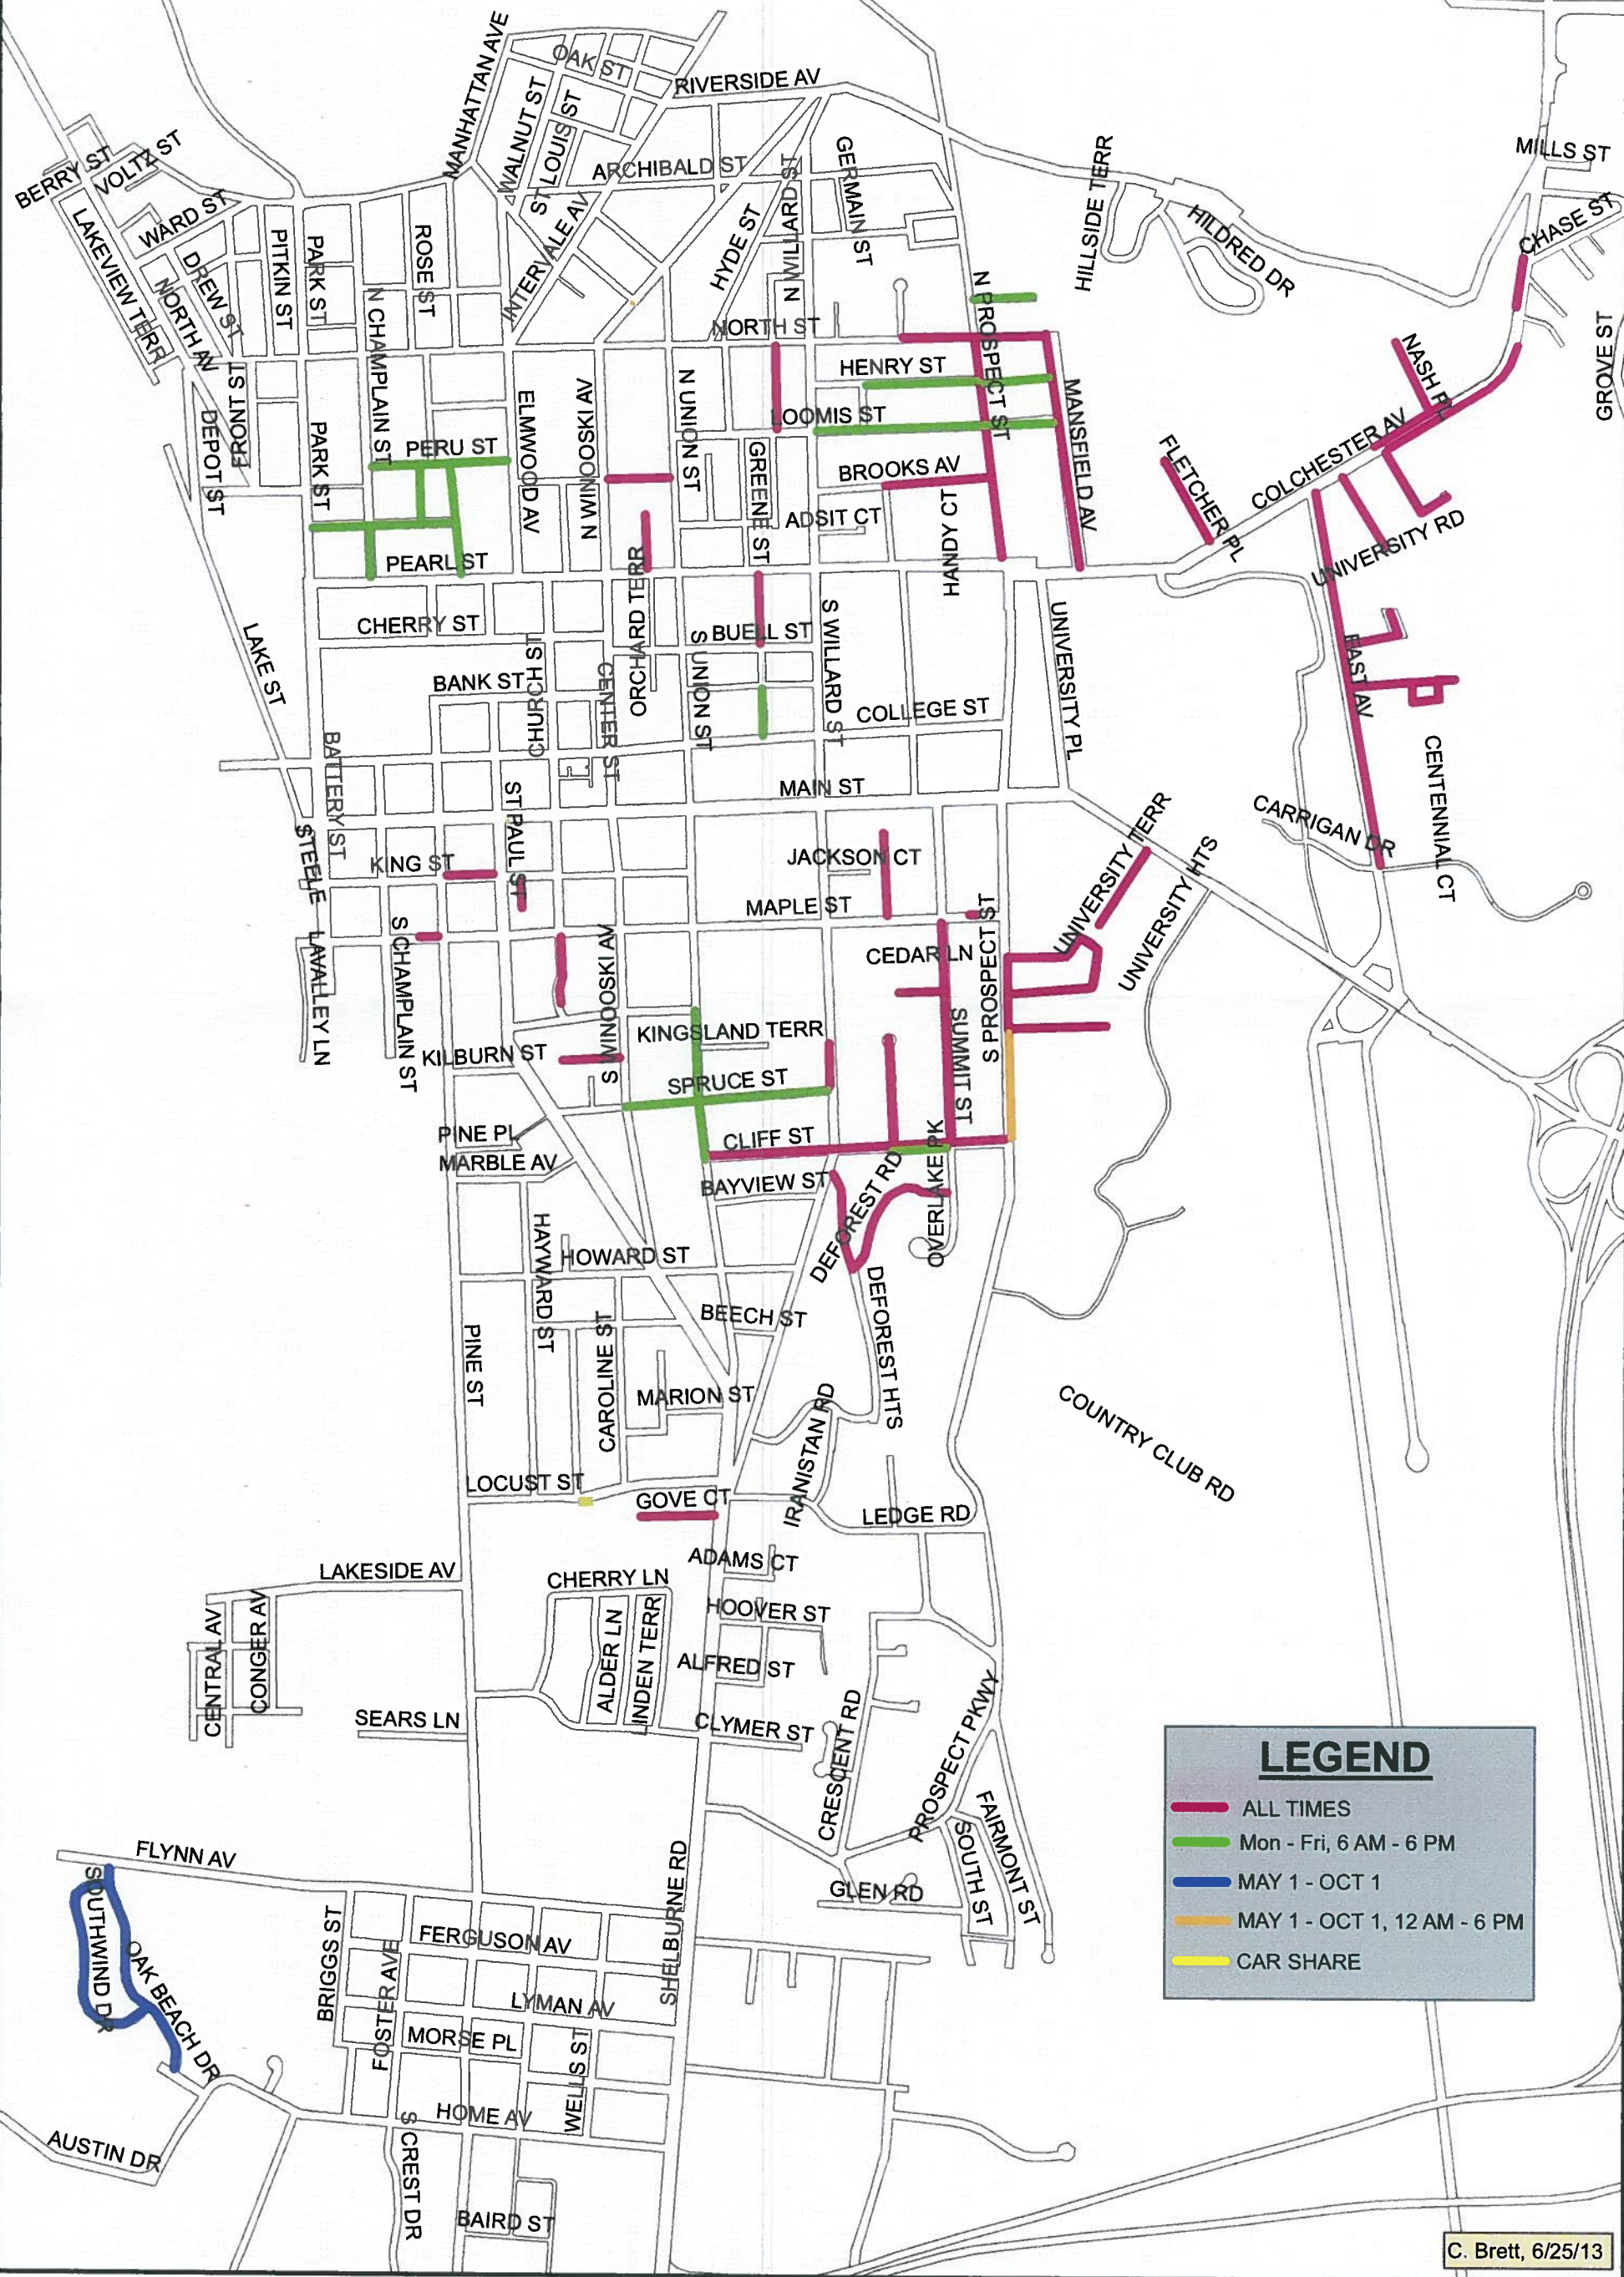 MANHATTAN AVE
OAK ST
RIVERSIDE AV
WALNUT ST
ST LOUIS ST
ARCHIBALD ST
INTERVALE AV
HYDE ST
N WILLARD ST
GERMAIN ST
HILLSIDE TERR
HILDRED DR
MILLS ST
CHASE ST
GROVE ST
BERRY ST
VOLTZ ST
WARD ST
LAKEVIEW TERR
NORTH AV
DREW ST
PITKIN ST
PARK ST
N CHAMPLAIN ST
ROSE ST
NORTH ST
N PROSPECT ST
HENRY ST
LOOMIS ST
MANSFIELD AV
NASH PL
COLCHESTER AV
FLETCHER PL
UNIVERSITY RD
DEPOT ST
FRONT ST
PARK ST
PERU ST
ELMWOOD AV
N WINOOSKI AV
N UNION ST
GREENE ST
BROOKS AV
ADSIT CT
HANDY CT
PEARL ST
CHERRY ST
ORCHARD TERR
BUELL ST
S UNION ST
S WILLARD ST
UNIVERSITY PL
EAST AV
LAKE ST
BANK ST
CHURCH ST
CENTER ST
COLLEGE ST
BATTERY ST
MAIN ST
CENTENNIAL CT
CARRIGAN DR
ST PAUL ST
KING ST
STEELE
JACKSON CT
MAPLE ST
UNIVERSITY TERR
UNIVERSITY HTS
S CHAMPLAIN ST
LAVALLEY LN
S WINOOSKI AV
CEDAR LN
S PROSPECT ST
SUMMIT ST
KINGSLAND TERR
KILBURN ST
SPRUCE ST
PINE PL
MARBLE AV
CLIFF ST
BAYVIEW ST
DEFOREST RD
OVERLAKE PK
HAYWARD ST
HOWARD ST
BEECH ST
DEFOREST HTS
PINE ST
CAROLINE ST
MARION ST
IRANISTAN RD
COUNTRY CLUB RD
LOCUST ST
GOVE CT
LEDGE RD
LAKESIDE AV
ADAMS CT
CHERRY LN
HOOVER ST
CENTRAL AV
CONGER AV
ALDER LN
LINDEN TERR
ALFRED ST
SEARS LN
CLYMER ST
CRESCENT RD
PROSPECT PKWY
FAIRMONT ST
SOUTH ST
GLEN RD
FLYNN AV
SOUTHWIND DR
OAK BEACH DR
BRIGGS ST
FOSTER AVE
FERGUSON AV
SHELBURNE RD
LYMAN AV
MORSE PL
WELLS ST
HOME AV
AUSTIN DR
S CREST DR
BAIRD ST
LEGEND
ALL TIMES
Mon - Fri, 6 AM - 6 PM
MAY 1 - OCT 1
MAY 1 - OCT 1, 12 AM - 6 PM
CAR SHARE
C. Brett, 6/25/13